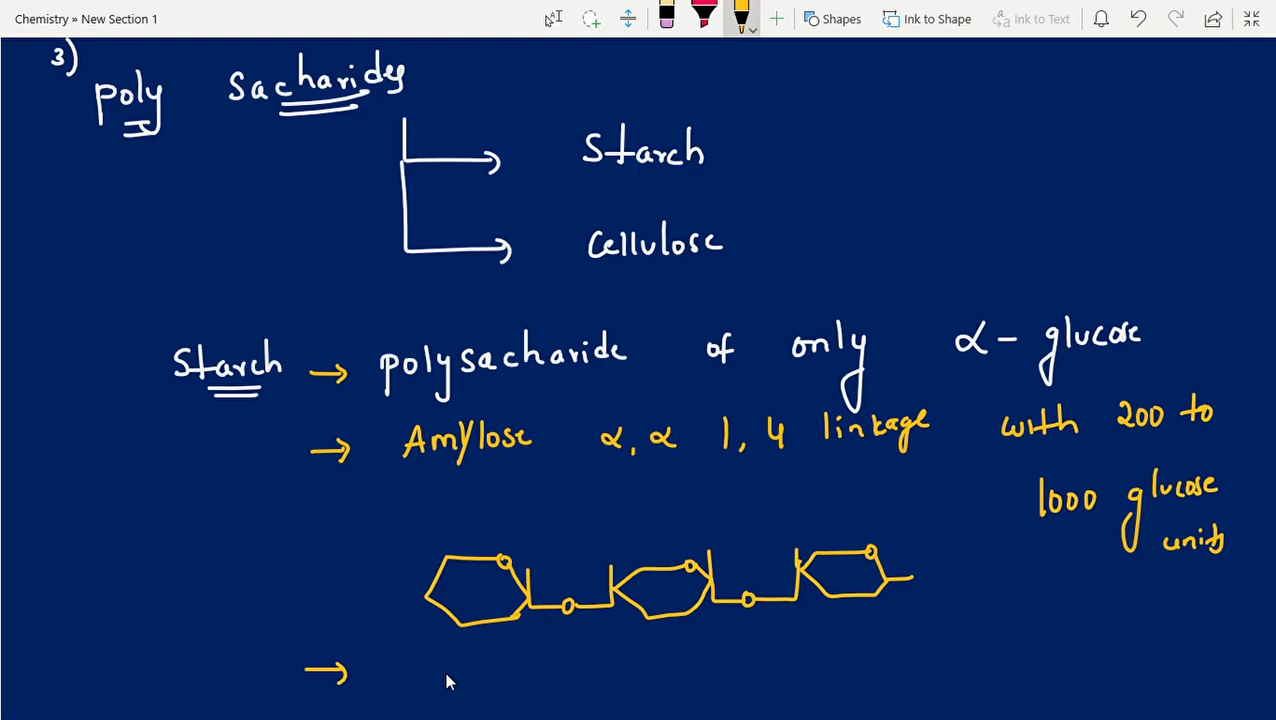 Chemistry » New Section 1
Shapes Ink to Shape Ink to Text
3)
poly sacharides
Starch
Cellulose
Starch → polysacharide of only α- glucose
→ Amylose α, α 1, 4 linkage with 200 to
1000 glucose
units
O O O O O
→